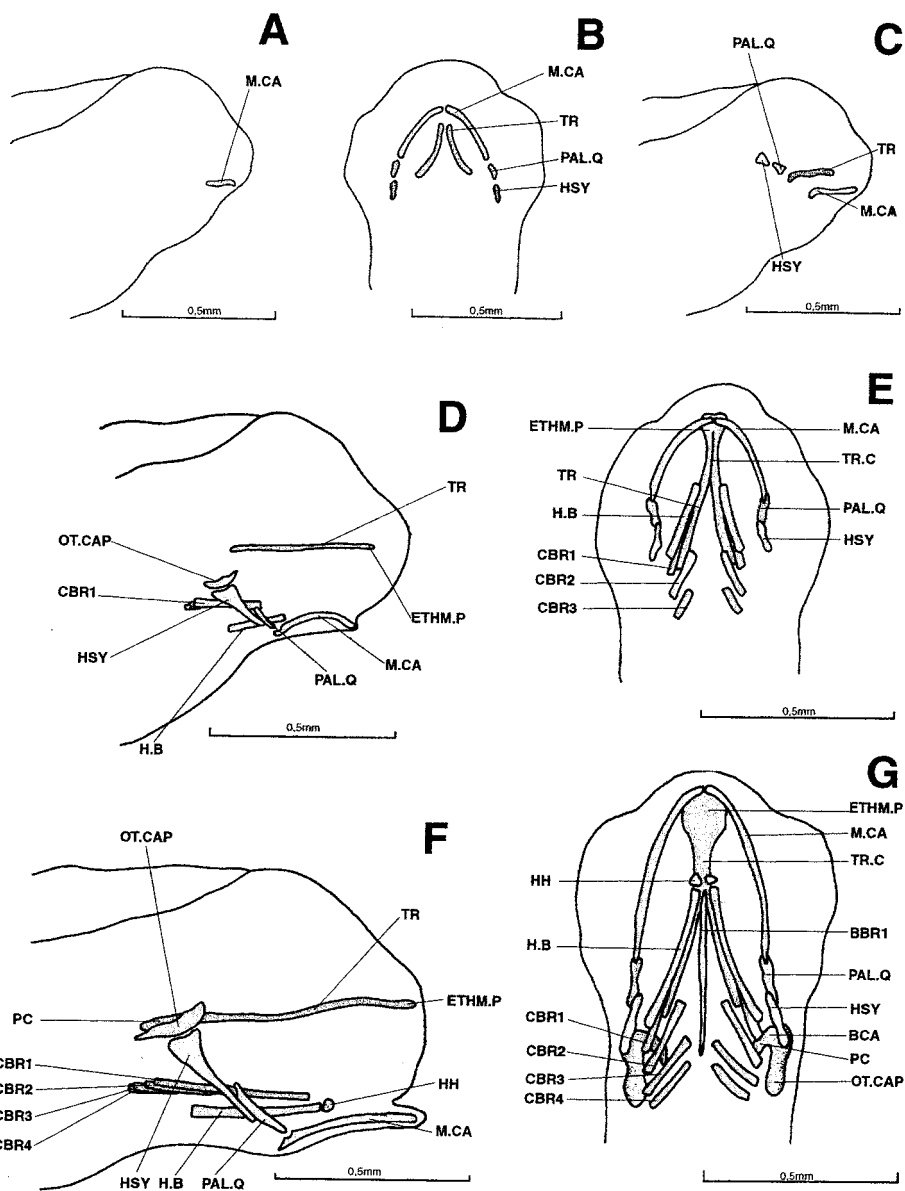 A
M.CA
0,5mm
B
M.CA
TR
PAL.Q
HSY
0,5mm
C
PAL.Q
TR
M.CA
HSY
0,5mm
D
TR
OT.CAP
CBR1
ETHM.P
HSY
M.CA
PAL.Q
H.B
0,5mm
E
ETHM.P
M.CA
TR.C
TR
H.B
PAL.Q
HSY
CBR1
CBR2
CBR3
0,5mm
F
OT.CAP
TR
ETHM.P
PC
CBR1
CBR2
CBR3
CBR4
HH
M.CA
HSY H.B PAL.Q
0,5mm
G
ETHM.P
M.CA
TR.C
HH
BBR1
H.B
PAL.Q
HSY
CBR1
BCA
CBR2
PC
CBR3
OT.CAP
CBR4
0,5mm